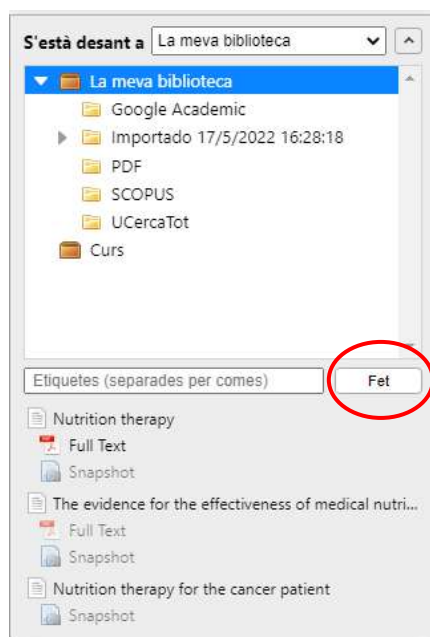 S'està desant a La meva biblioteca
La meva biblioteca
Google Academic
Importado 17/5/2022 16:28:18
PDF
SCOPUS
UCercaTot
Curs
Etiquetes (separades per comes) Fet
Nutrition therapy
Full Text
Snapshot
The evidence for the effectiveness of medical nutri...
Full Text
Snapshot
Nutrition therapy for the cancer patient
Snapshot